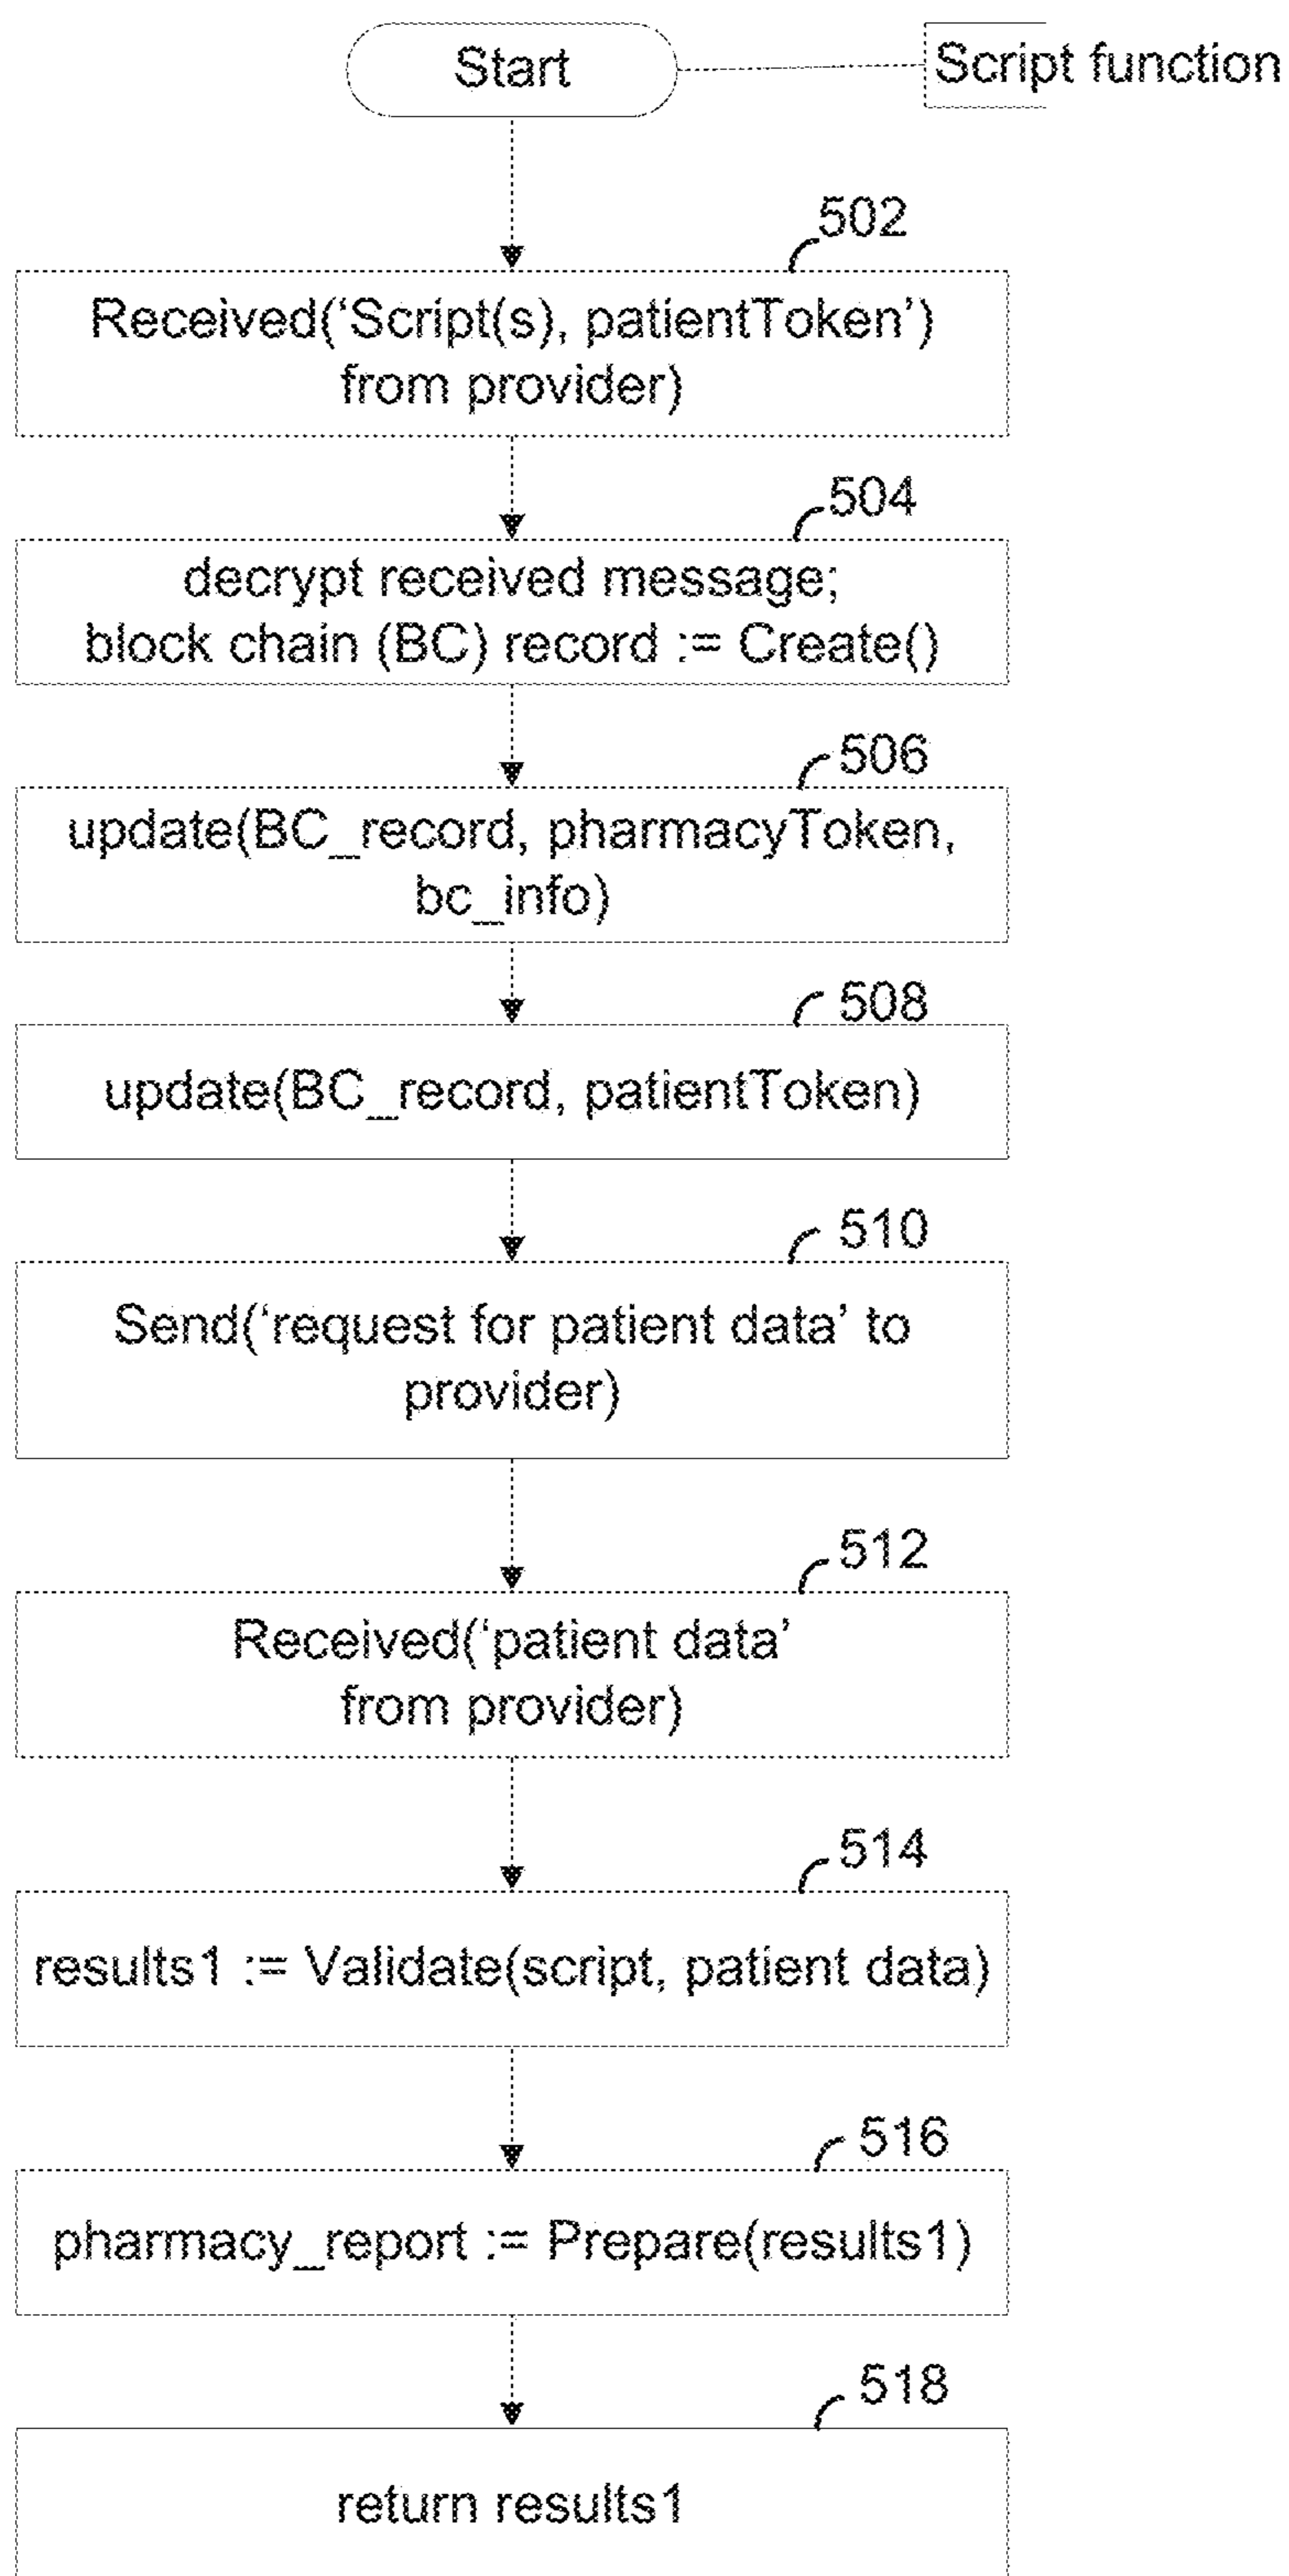 Start
Script function
502
Received(‘Script(s), patientToken’)
from provider)
504
decrypt received message;
block chain (BC) record := Create()
506
update(BC_record, pharmacyToken,
bc_info)
508
update(BC_record, patientToken)
510
Send(‘request for patient data’ to
provider)
512
Received(‘patient data’
from provider)
514
results1 := Validate(script, patient data)
516
pharmacy_report := Prepare(results1)
518
return results1